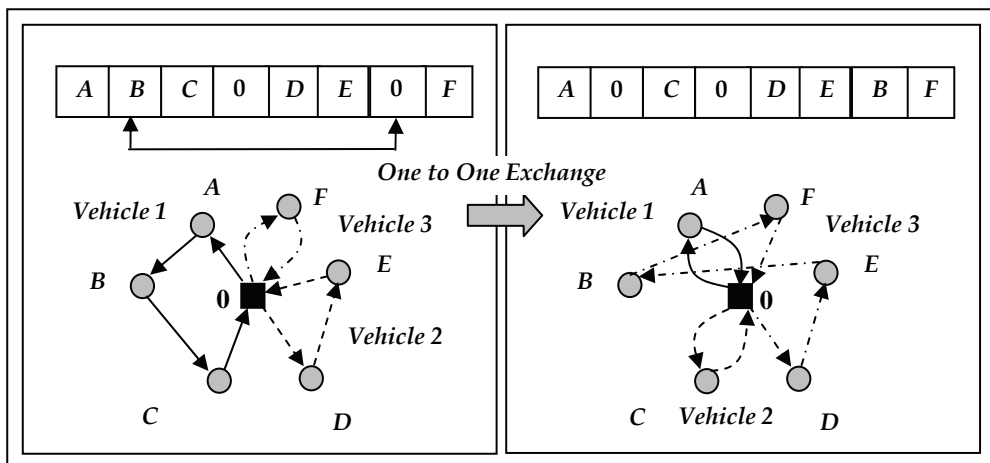 A B C 0 D E 0 F
A 0 C 0 D E B F
One to One Exchange
A
F
Vehicle 1
Vehicle 3
B
E
0
Vehicle 2
C
D
A
F
Vehicle 1
Vehicle 3
B
E
0
C
Vehicle 2
D